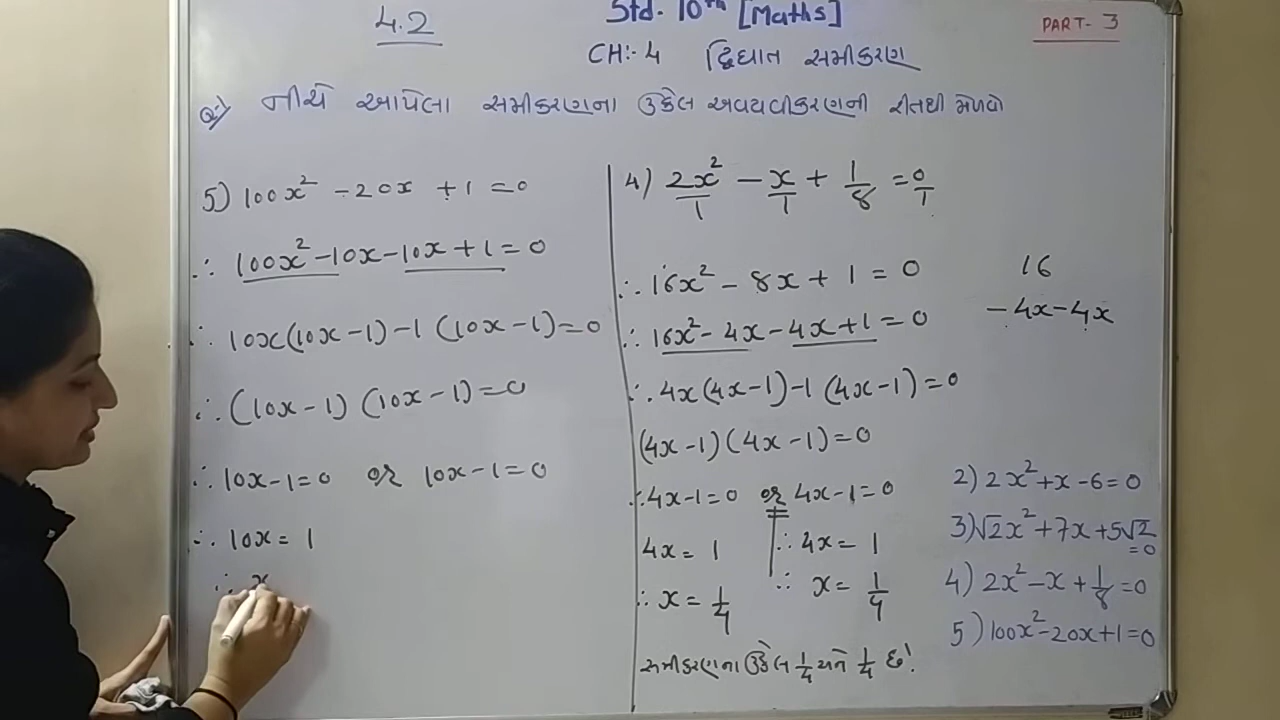 4.2
Std. 10th [Maths]
PART- 3
CH:- 4 દ્વિઘાત સમીકરણ
Q:) નીચે આપેલા સમીકરણના ઉકેલ અવયવીકરણની રીતથી મેળવો
5) 100x² - 20x + 1 = 0
∴ 100x² - 10x - 10x + 1 = 0
∴ 10x(10x - 1) - 1 (10x - 1) = 0
∴ (10x - 1) (10x - 1) = 0
∴ 10x - 1 = 0 or 10x - 1 = 0
∴ 10x = 1
∴ x
4) 2x²/1 - x/1 + 1/8 = 0/1
∴ 16x² - 8x + 1 = 0
∴ 16x² - 4x - 4x + 1 = 0
∴ 4x(4x - 1) - 1 (4x - 1) = 0
(4x - 1) (4x - 1) = 0
∴ 4x - 1 = 0 or 4x - 1 = 0
4x = 1 ∴ 4x = 1
∴ x = 1/4 ∴ x = 1/4
સમીકરણના ઉકેલ 1/4 અને 1/4 છે.
16
- 4x - 4x
2) 2x² + x - 6 = 0
3) √2x² + 7x + 5√2
= 0
4) 2x² - x + 1/8 = 0
5) 100x² - 20x + 1 = 0